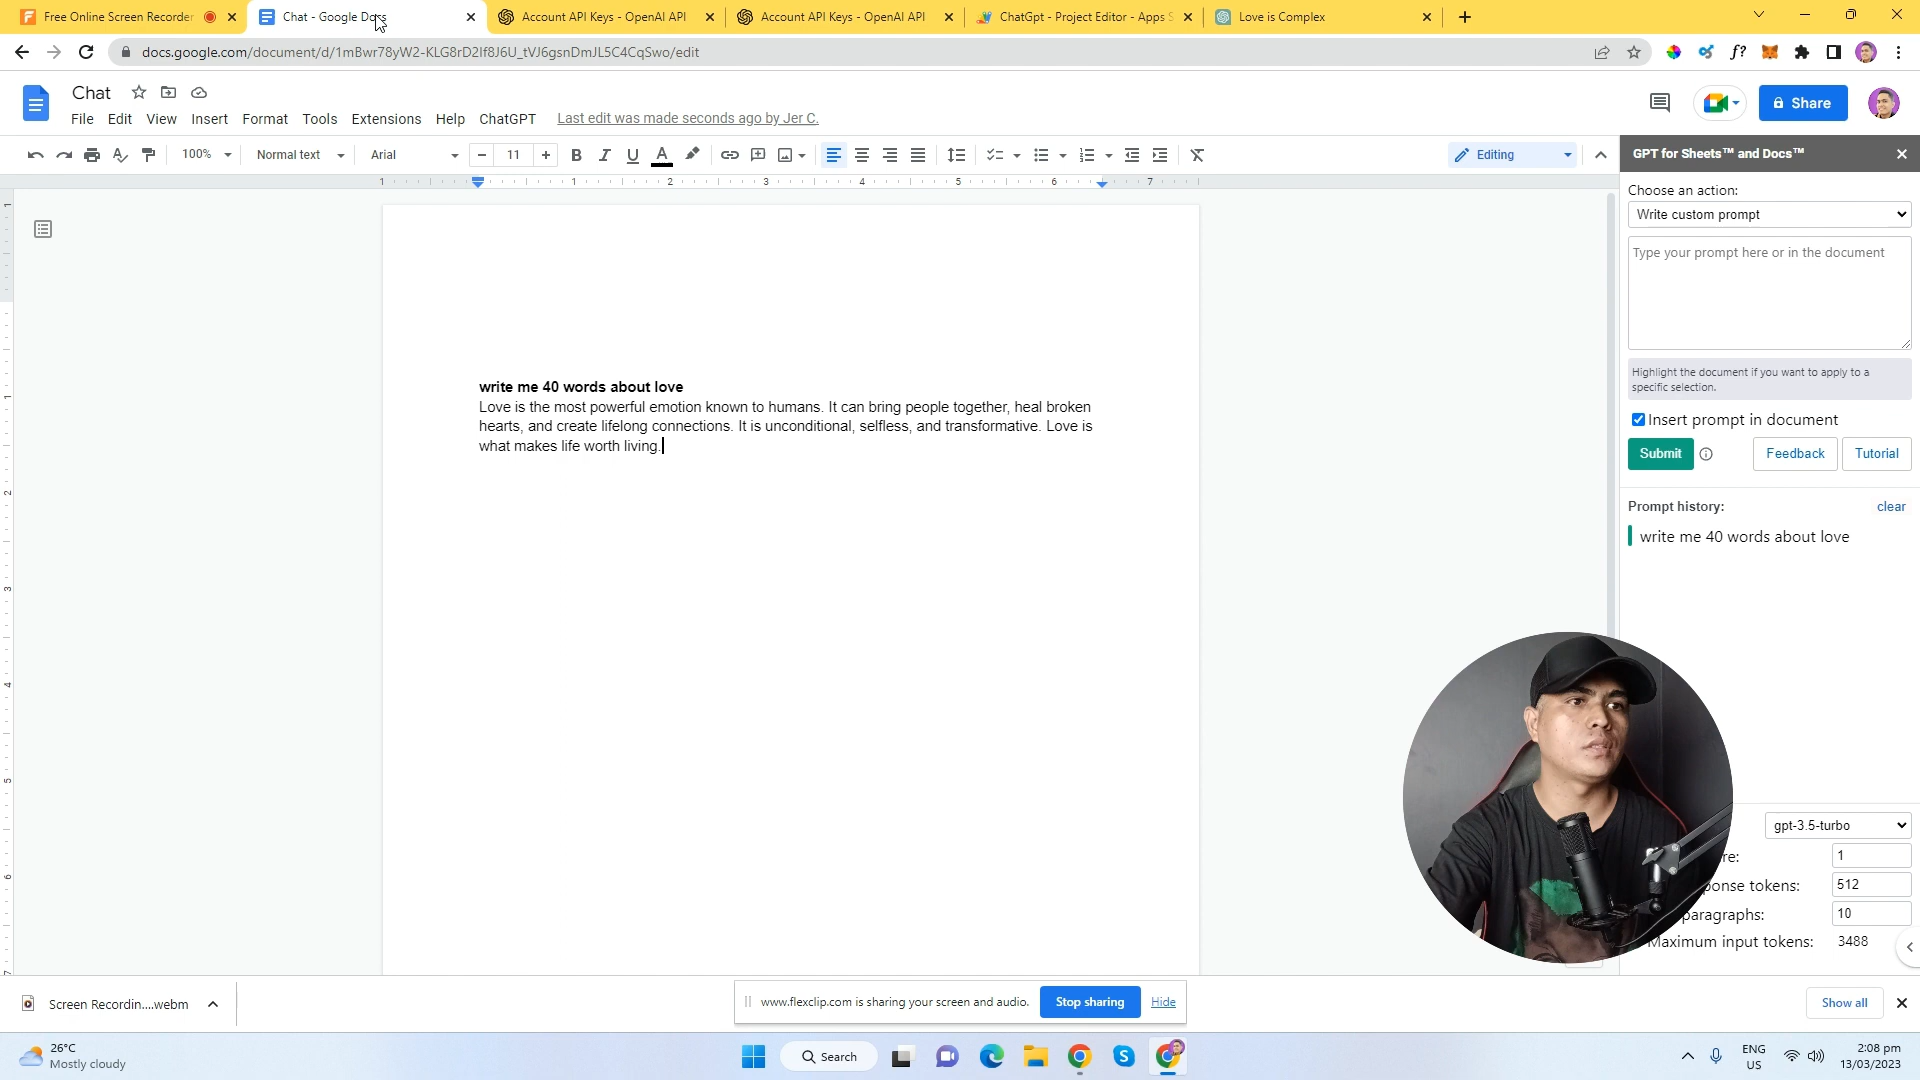 Free Online Screen Recorder
Chat - Google Docs
Account API Keys - OpenAI API
Account API Keys - OpenAI API
ChatGpt - Project Editor - Apps S
Love is Complex
docs.google.com/document/d/1mBwr78yW2-KLG8rD2If8J6U_tVJ6gsnDmJL5C4CqSwo/edit
Chat
Share
File Edit View Insert Format Tools Extensions Help ChatGPT Last edit was made seconds ago by Jer C.
100% Normal text Arial 11 Editing
GPT for Sheets™ and Docs™
1 1 2 3 4 5 6 7
Choose an action:
Write custom prompt
Type your prompt here or in the document
Highlight the document if you want to apply to a
specific selection.
Insert prompt in document
Submit Feedback Tutorial
Prompt history: clear
write me 40 words about love
write me 40 words about love
Love is the most powerful emotion known to humans. It can bring people together, heal broken
hearts, and create lifelong connections. It is unconditional, selfless, and transformative. Love is
what makes life worth living.
gpt-3.5-turbo
re: 1
ponse tokens: 512
paragraphs: 10
Maximum input tokens: 3488
Screen Recordin....webm
www.flexclip.com is sharing your screen and audio. Stop sharing Hide
Show all
26°C
Mostly cloudy
Search
ENG
US
2:08 pm
13/03/2023